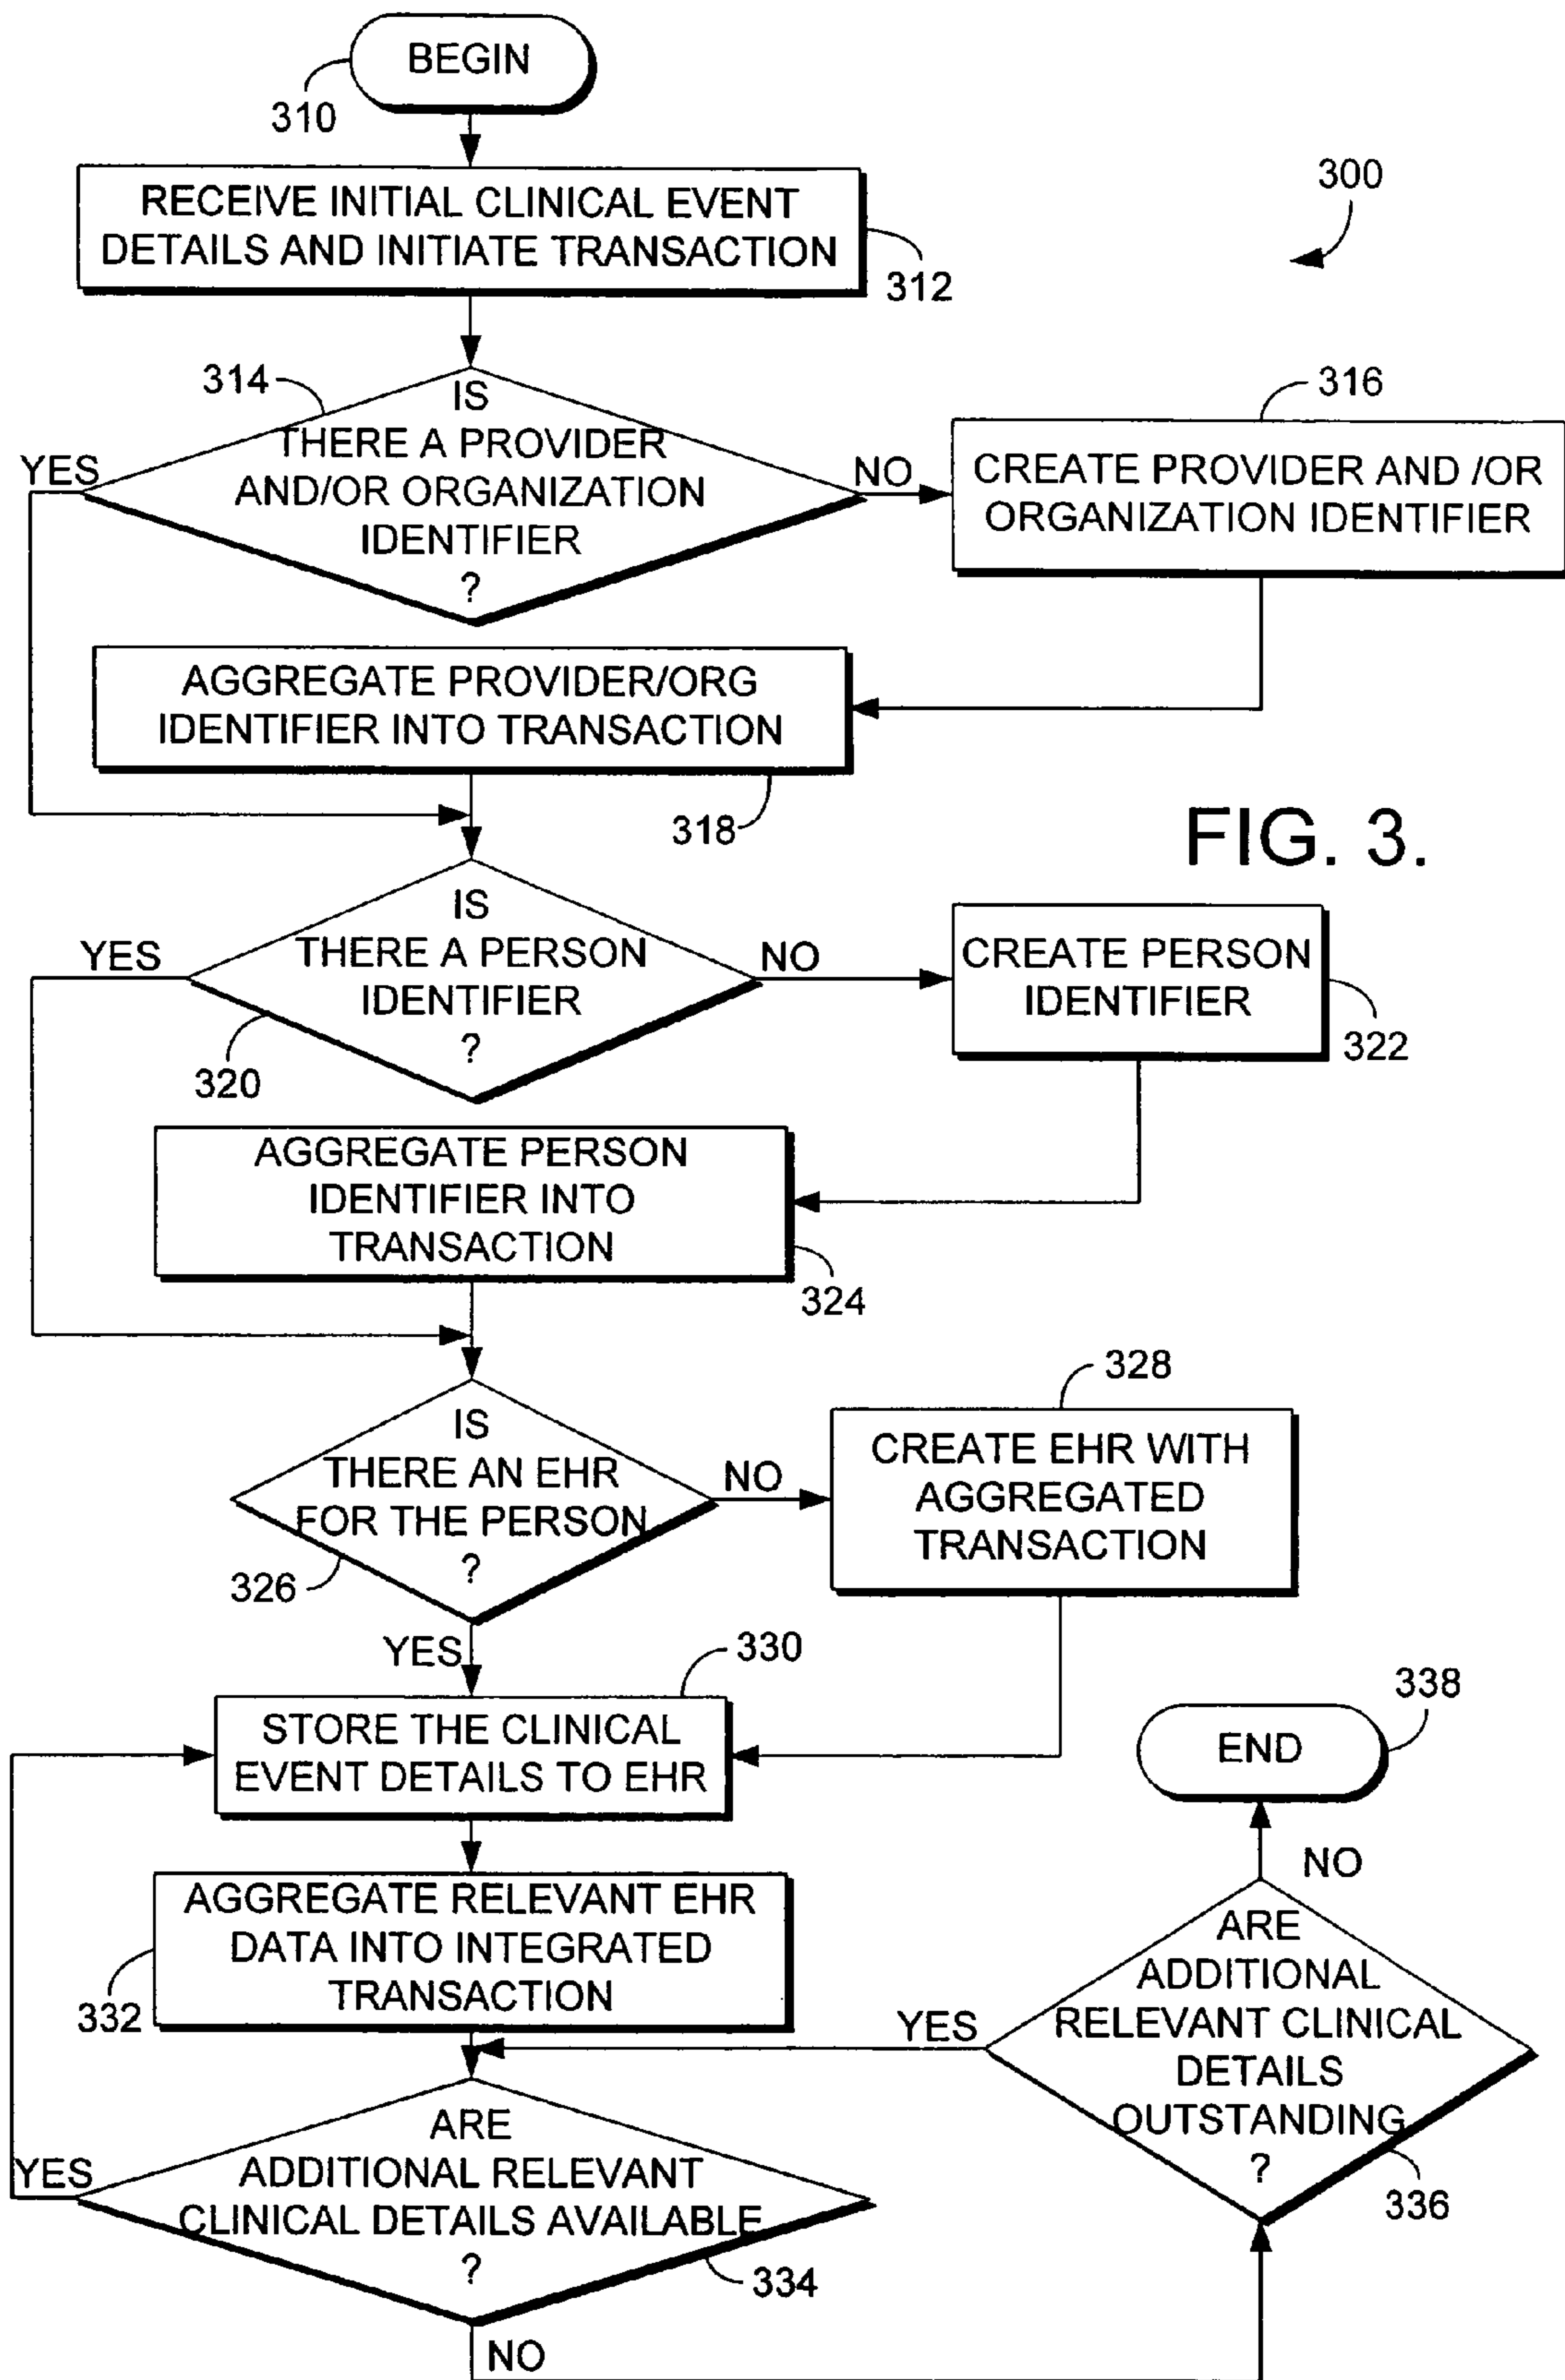 BEGIN
310
RECEIVE INITIAL CLINICAL EVENT
DETAILS AND INITIATE TRANSACTION
312
300
314
IS
THERE A PROVIDER
AND/OR ORGANIZATION
IDENTIFIER
?
YES
NO
316
CREATE PROVIDER AND /OR
ORGANIZATION IDENTIFIER
AGGREGATE PROVIDER/ORG
IDENTIFIER INTO TRANSACTION
318
FIG. 3.
IS
THERE A PERSON
IDENTIFIER
?
YES
NO
320
CREATE PERSON
IDENTIFIER
322
AGGREGATE PERSON
IDENTIFIER INTO
TRANSACTION
324
IS
THERE AN EHR
FOR THE PERSON
?
326
NO
YES
328
CREATE EHR WITH
AGGREGATED
TRANSACTION
330
STORE THE CLINICAL
EVENT DETAILS TO EHR
338
END
AGGREGATE RELEVANT EHR
DATA INTO INTEGRATED
TRANSACTION
332
NO
ARE
ADDITIONAL
RELEVANT CLINICAL
DETAILS
OUTSTANDING
?
YES
336
ARE
ADDITIONAL RELEVANT
CLINICAL DETAILS AVAILABLE
?
YES
334
NO